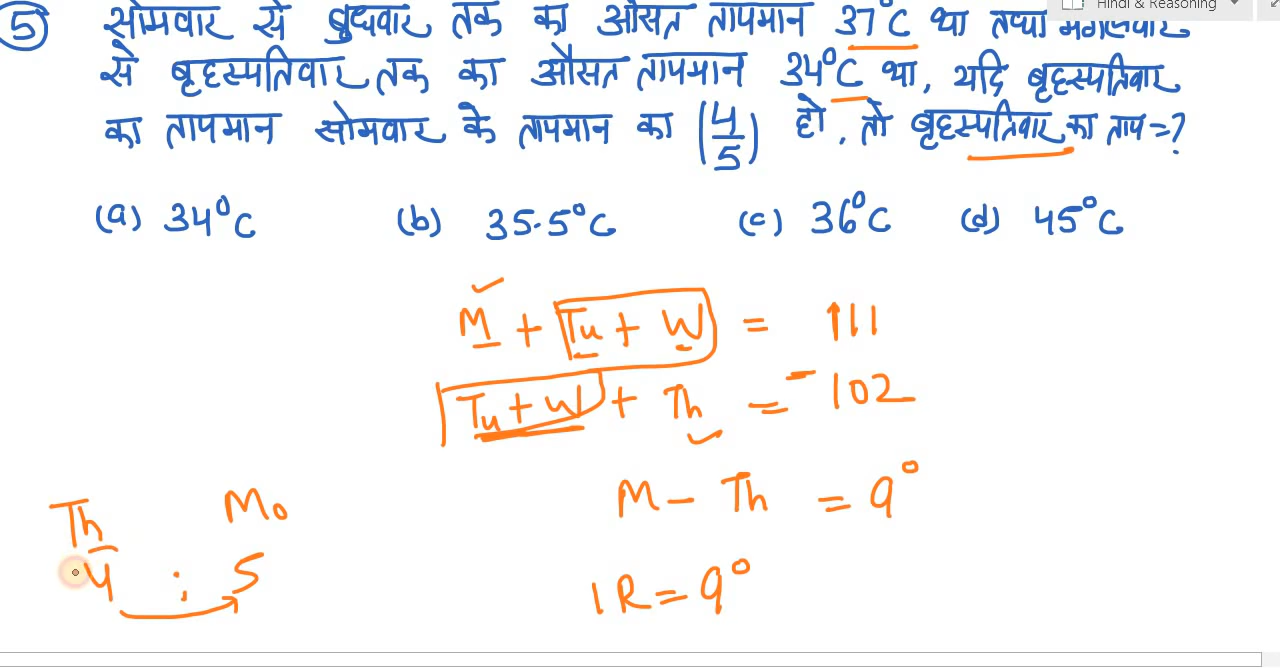 Hindi & Reasoning
⑤ सोमवार से बुधवार तक का औसत तापमान 37°C था तथा मंगलवार
से बृहस्पतिवार तक का औसत तापमान 34°C था, यदि बृहस्पतिवार
का तापमान सोमवार के तापमान का (4/5) हो, तो बृहस्पतिवार का ताप=?
(a) 34°C (b) 35.5°C (c) 36°C (d) 45°C
M + Tu + W = 111
Tu + W + Th = - 102
M - Th = 9°
Th Mo
4 : 5
1R = 9°